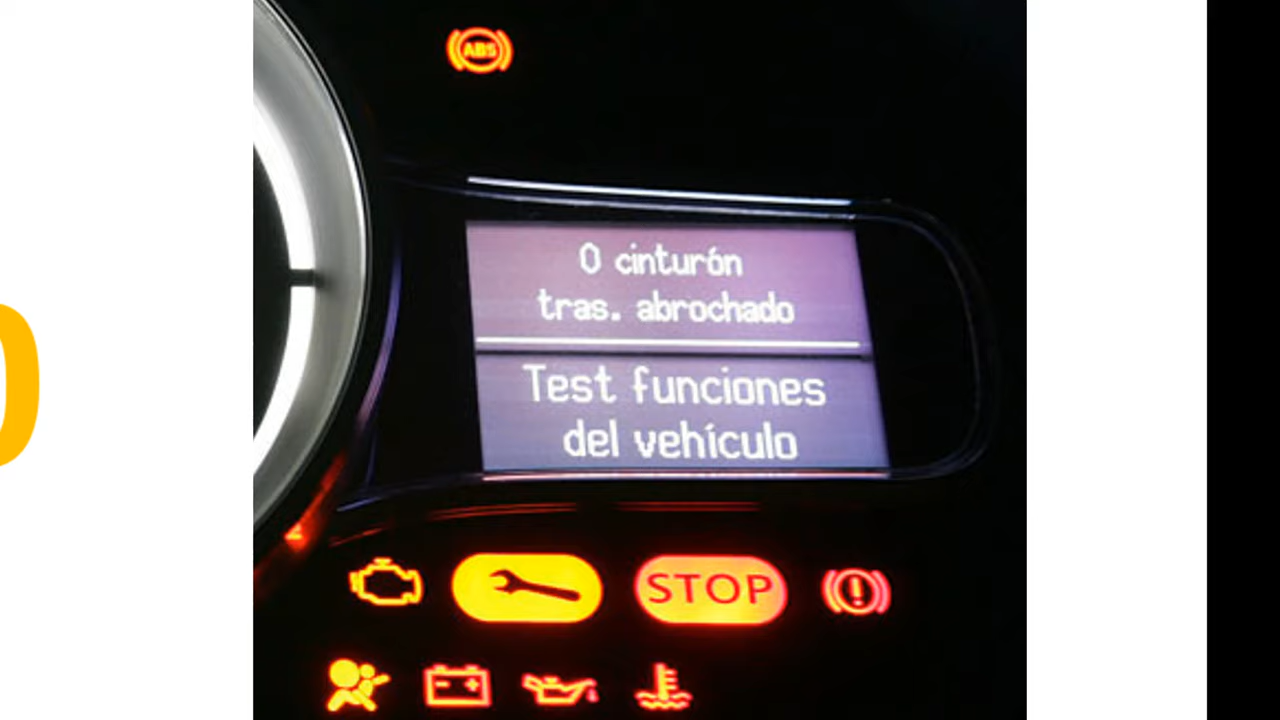 ABS
0 cinturón
tras. abrochado
Test funciones
del vehículo
STOP